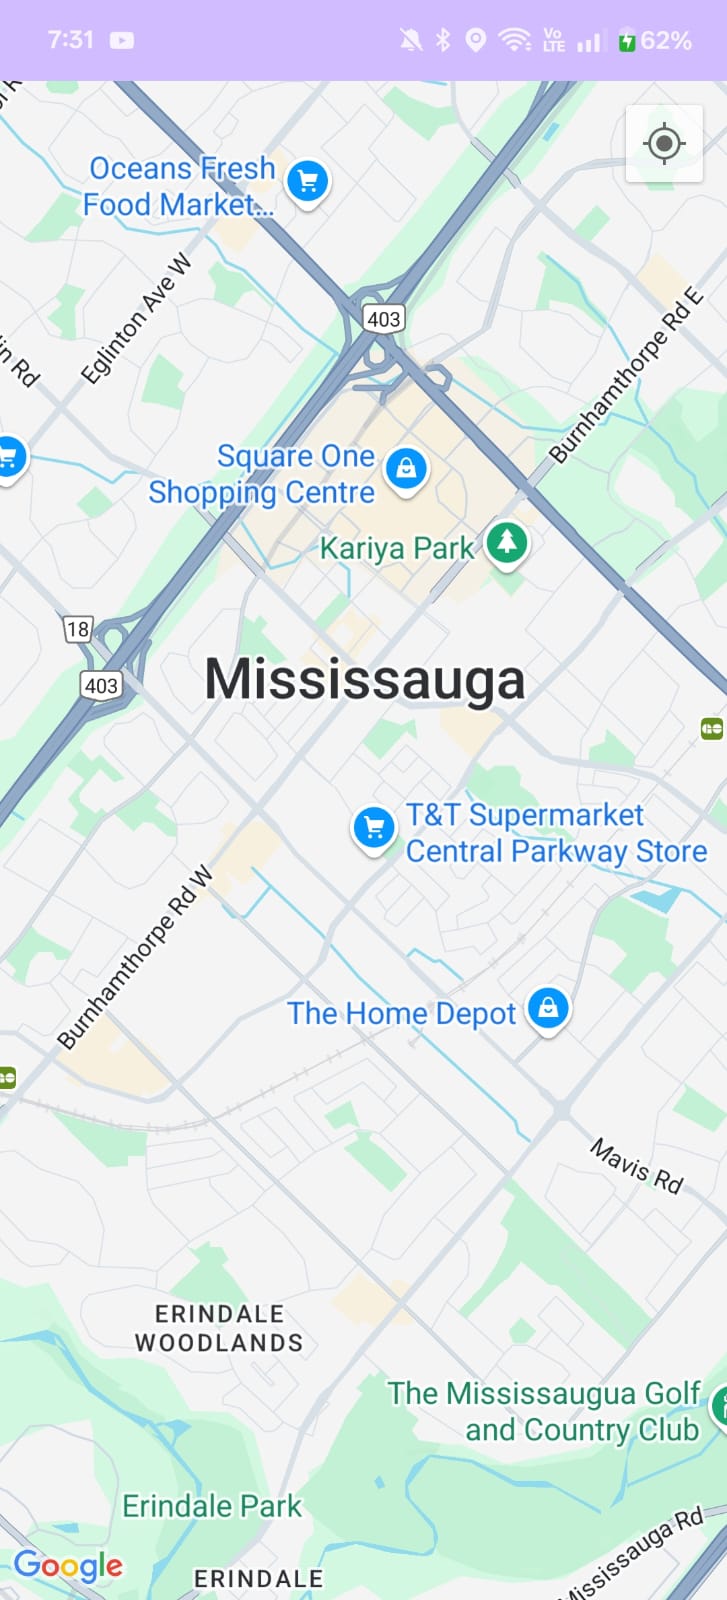 7:31
Vo
LTE
62%
Oceans Fresh
Food Market...
Eglinton Ave W
403
Burnhamthorpe Rd E
Square One
Shopping Centre
Kariya Park
18
403
Mississauga
T&T Supermarket
Central Parkway Store
Burnhamthorpe Rd W
The Home Depot
Mavis Rd
ERINDALE
WOODLANDS
The Mississaugua Golf
and Country Club
Erindale Park
Mississauga Rd
Google
ERINDALE